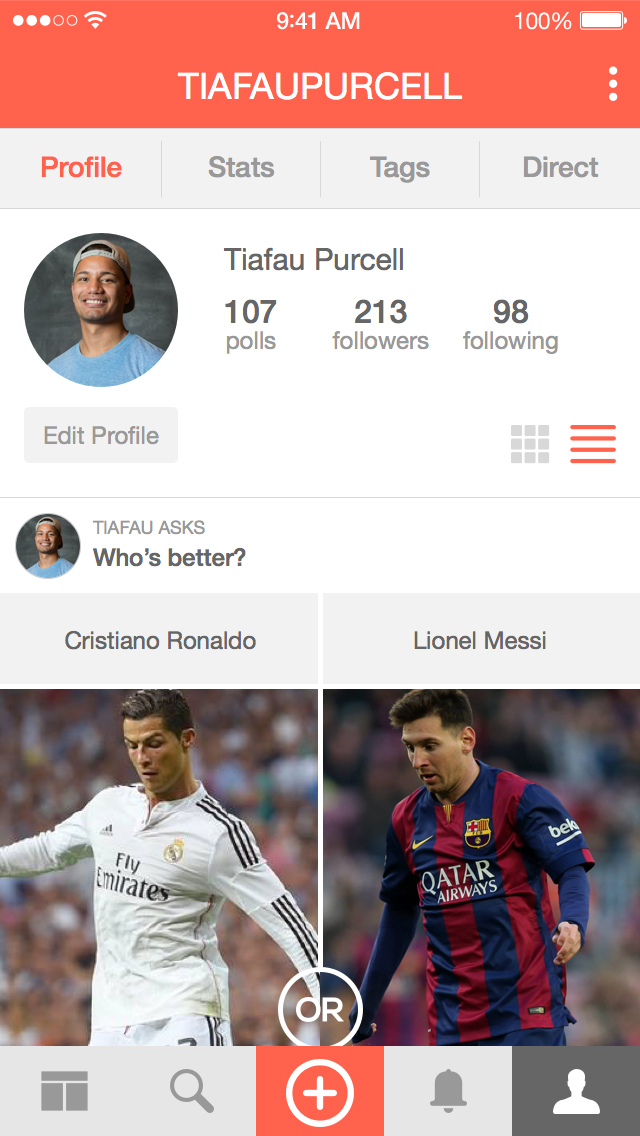 9:41 AM 100%
TIAFAUPURCELL
Profile Stats Tags Direct
Tiafau Purcell
107 213 98
polls followers following
Edit Profile
TIAFAU ASKS
Who's better?
Cristiano Ronaldo Lionel Messi
adidas
Fly
Emirates
beko
QATAR
AIRWAYS
OR